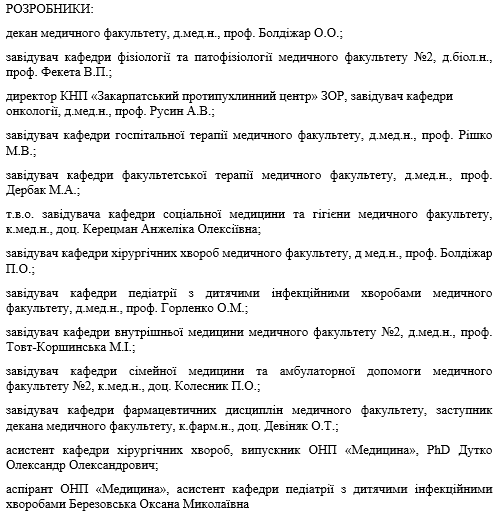 РОЗРОБНИКИ:
декан медичного факультету, д.мед.н., проф. Болдіжар О.О.;
завідувач кафедри фізіології та патофізіології медичного факультету №2, д.біол.н.,
проф. Фекета В.П.;
директор КНП «Закарпатський протипухлинний центр» ЗОР, завідувач кафедри
онкології, д.мед.н., проф. Русин А.В.;
завідувач кафедри госпітальної терапії медичного факультету, д.мед.н., проф. Рішко
М.В.;
завідувач кафедри факультетської терапії медичного факультету, д.мед.н., проф.
Дербак М.А.;
т.в.о. завідувача кафедри соціальної медицини та гігієни медичного факультету,
к.мед.н., доц. Керецман Анжеліка Олексіївна;
завідувач кафедри хірургічних хвороб медичного факультету, д мед.н., проф. Болдіжар
П.О.;
завідувач кафедри педіатрії з дитячими інфекційними хворобами медичного
факультету, д.мед.н., проф. Горленко О.М.;
завідувач кафедри внутрішньої медицини медичного факультету №2, д.мед.н., проф.
Товт-Коршинська М.І.;
завідувач кафедри сімейної медицини та амбулаторної допомоги медичного
факультету №2, к.мед.н., доц. Колесник П.О.;
завідувач кафедри фармацевтичних дисциплін медичного факультету, заступник
декана медичного факультету, к.фарм.н., доц. Девіняк О.Т.;
асистент кафедри хірургічних хвороб, випускник ОНП «Медицина», PhD Дутко
Олександр Олександрович;
аспірант ОНП «Медицина», асистент кафедри педіатрії з дитячими інфекційними
хворобами Березовська Оксана Миколаївна